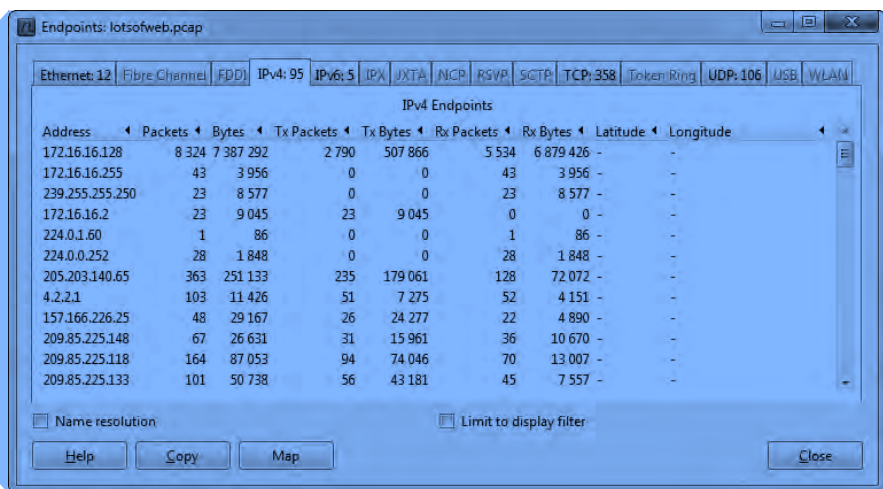 Endpoints: lotsofweb.pcap
Ethernet: 12 Fibre Channel FDDI IPv4: 95 IPv6: 5 IPX JXTA NCP RSVP SCTP TCP: 358 Token Ring UDP: 106 USB WLAN
IPv4 Endpoints
Address Packets Bytes Tx Packets Tx Bytes Rx Packets Rx Bytes Latitude Longitude
172.16.16.128 8 324 7 387 292 2 790 507 866 5 534 6 879 426 - -
172.16.16.255 43 3 956 0 0 43 3 956 - -
239.255.255.250 23 8 577 0 0 23 8 577 - -
172.16.16.2 23 9 045 23 9 045 0 0 - -
224.0.1.60 1 86 0 0 1 86 - -
224.0.0.252 28 1 848 0 0 28 1 848 - -
205.203.140.65 363 251 133 235 179 061 128 72 072 - -
4.2.2.1 103 11 426 51 7 275 52 4 151 - -
157.166.226.25 48 29 167 26 24 277 22 4 890 - -
209.85.225.148 67 26 631 31 15 961 36 10 670 - -
209.85.225.118 164 87 053 94 74 046 70 13 007 - -
209.85.225.133 101 50 738 56 43 181 45 7 557 - -
Name resolution Limit to display filter
Help Copy Map Close